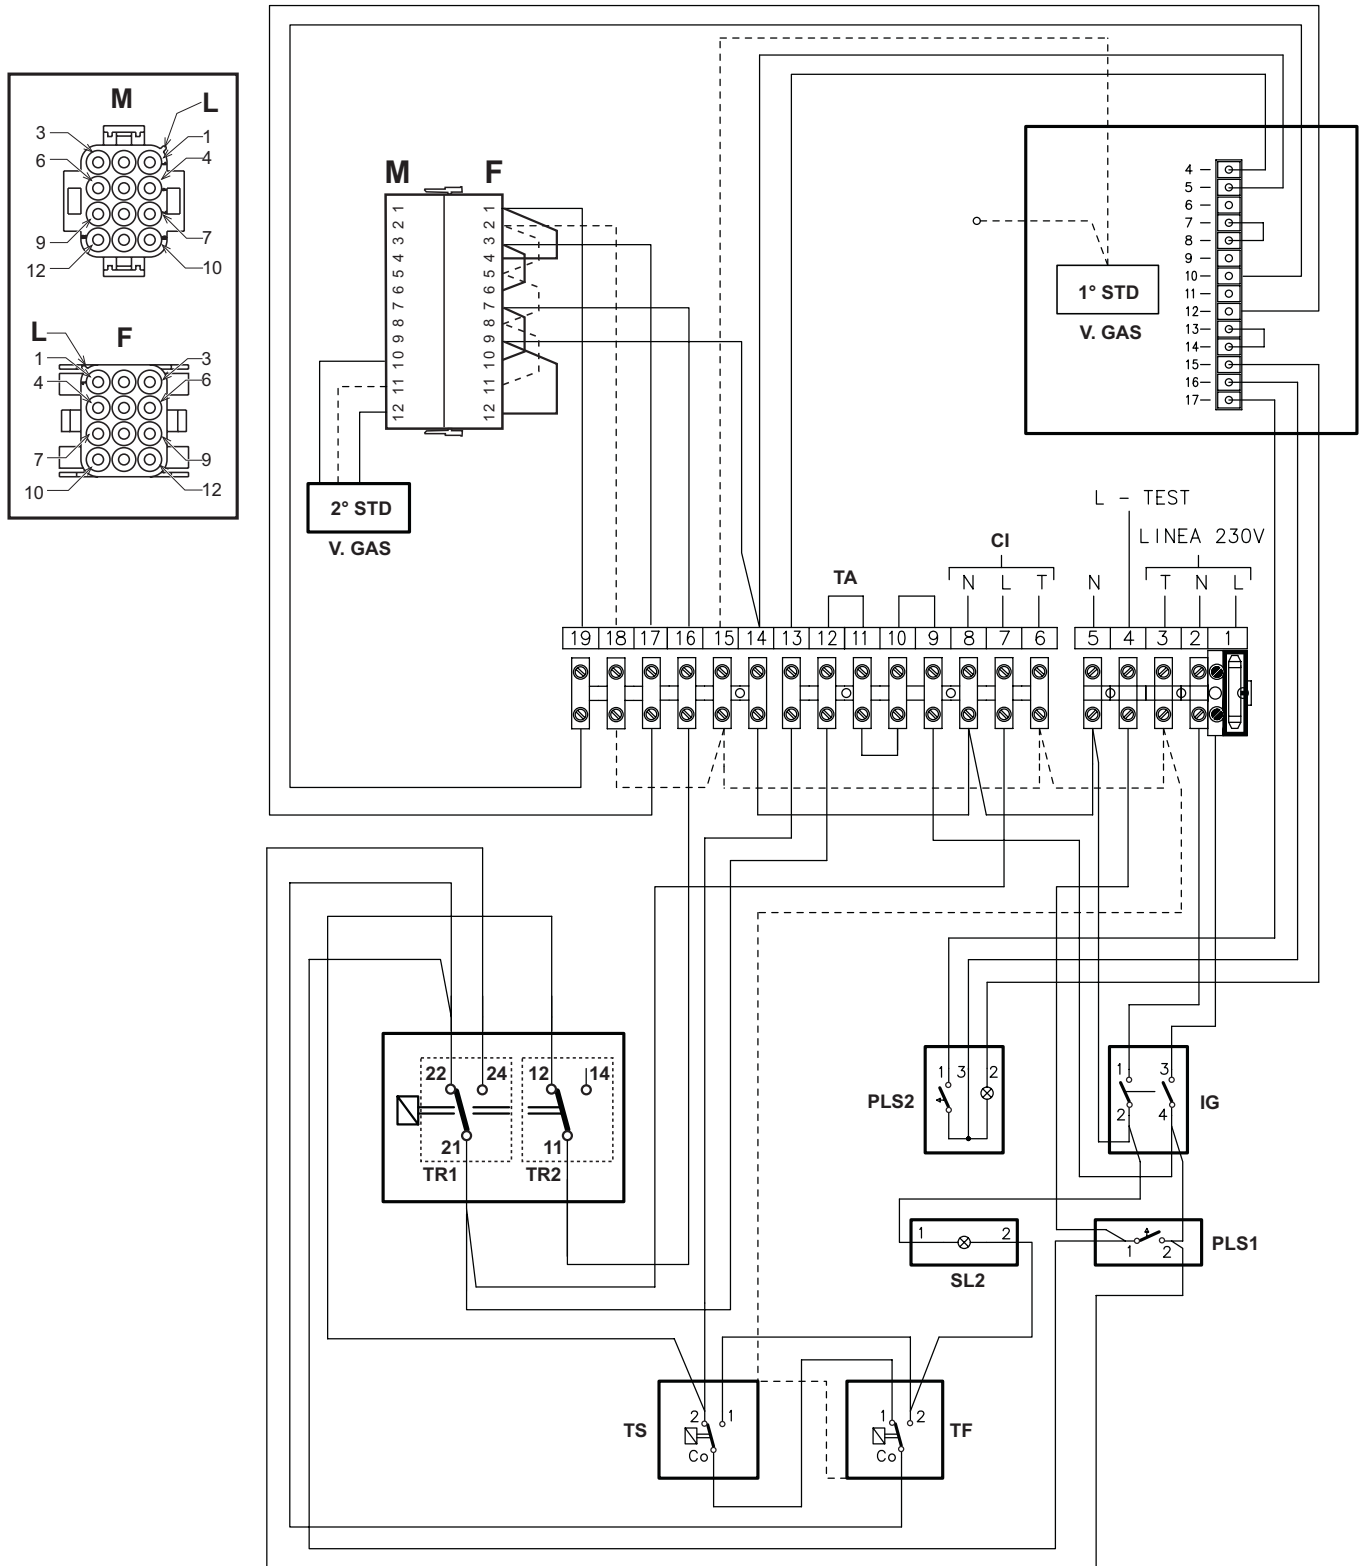 M
L
3
1
6
4
9
7
12
10
L
F
1
3
4
6
7
9
10
12
M F
1 1
2 2
3 3
4 4
5 5
6 6
7 7
8 8
9 9
10 10
11 11
12 12
2° STD
V. GAS
1° STD
V. GAS
4
5
6
7
8
9
10
11
12
13
14
15
16
17
L - TEST
CI
LINEA 230V
TA
N L T N T N L
19 18 17 16 15 14 13 12 11 10 9 8 7 6 5 4 3 2 1
22 24 12 14
21 11
TR1 TR2
PLS2
1 3 2
1 3
2 4
IG
1 2
SL2
1 2
PLS1
TS
2 1
Co
1 2
Co
TF